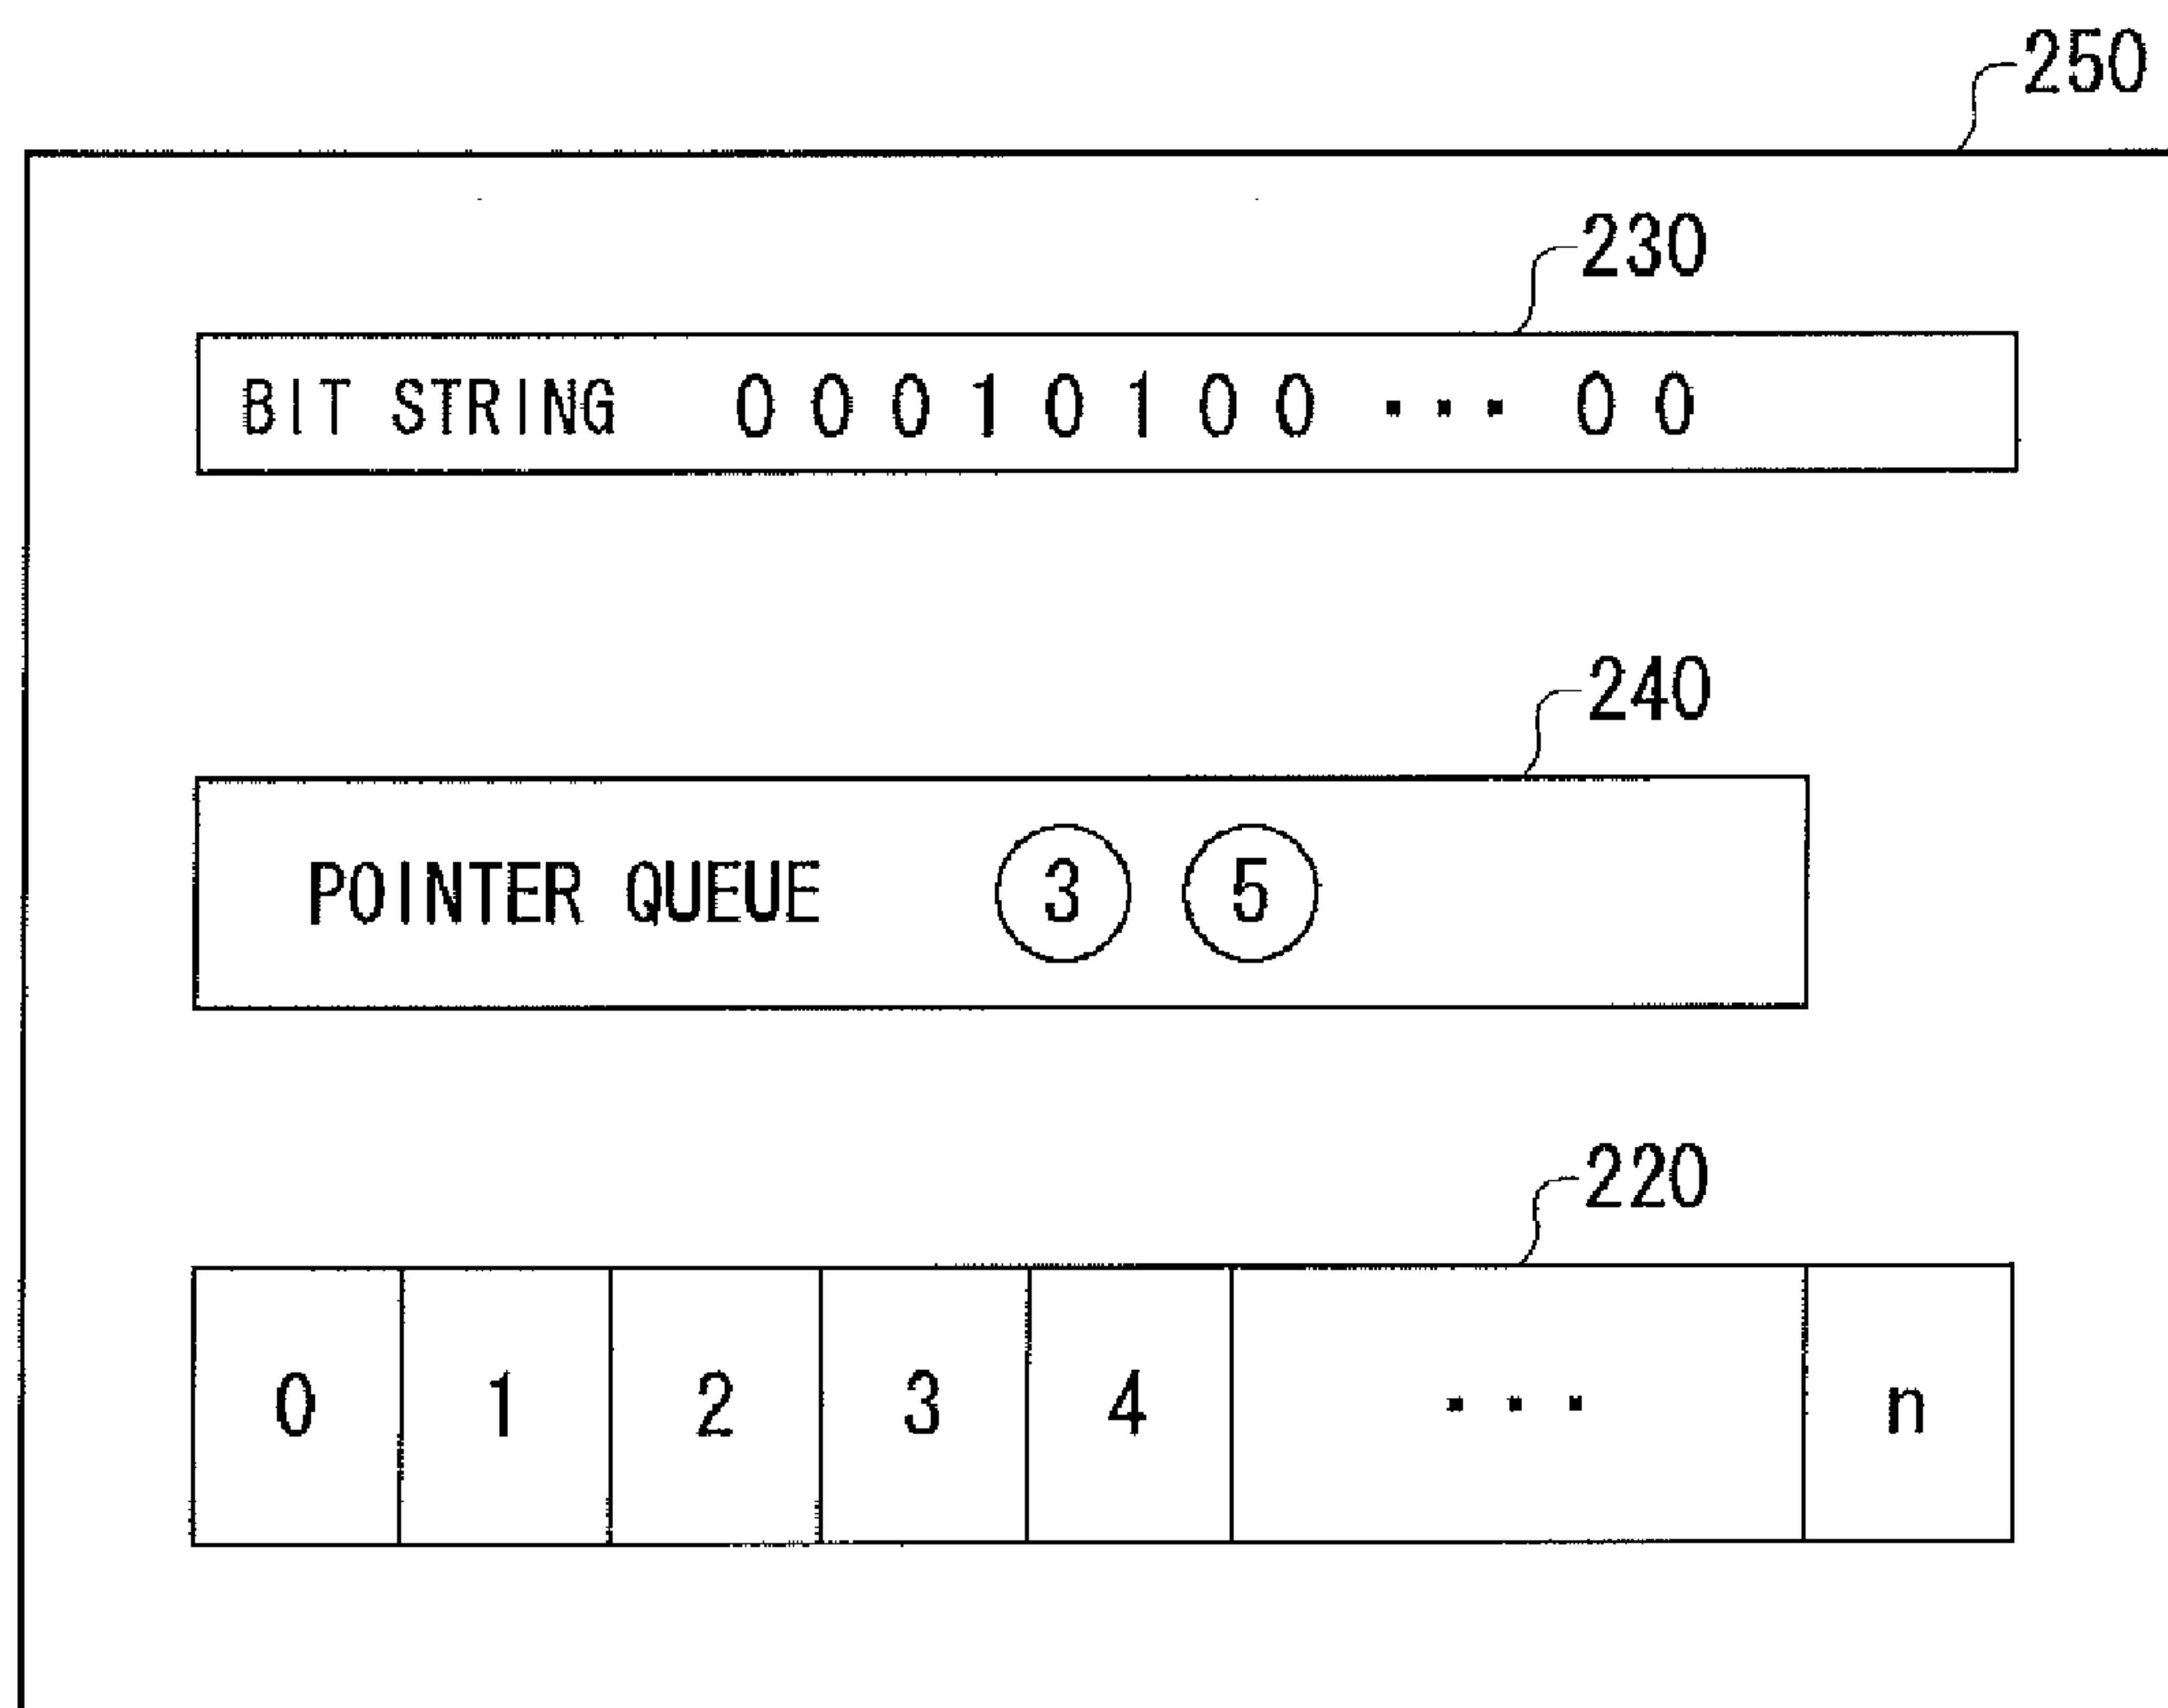 250
230
BIT STRING 0 0 0 1 0 1 0 0 ··· 0 0
240
POINTER QUEUE 3 5
220
0 1 2 3 4 ··· n